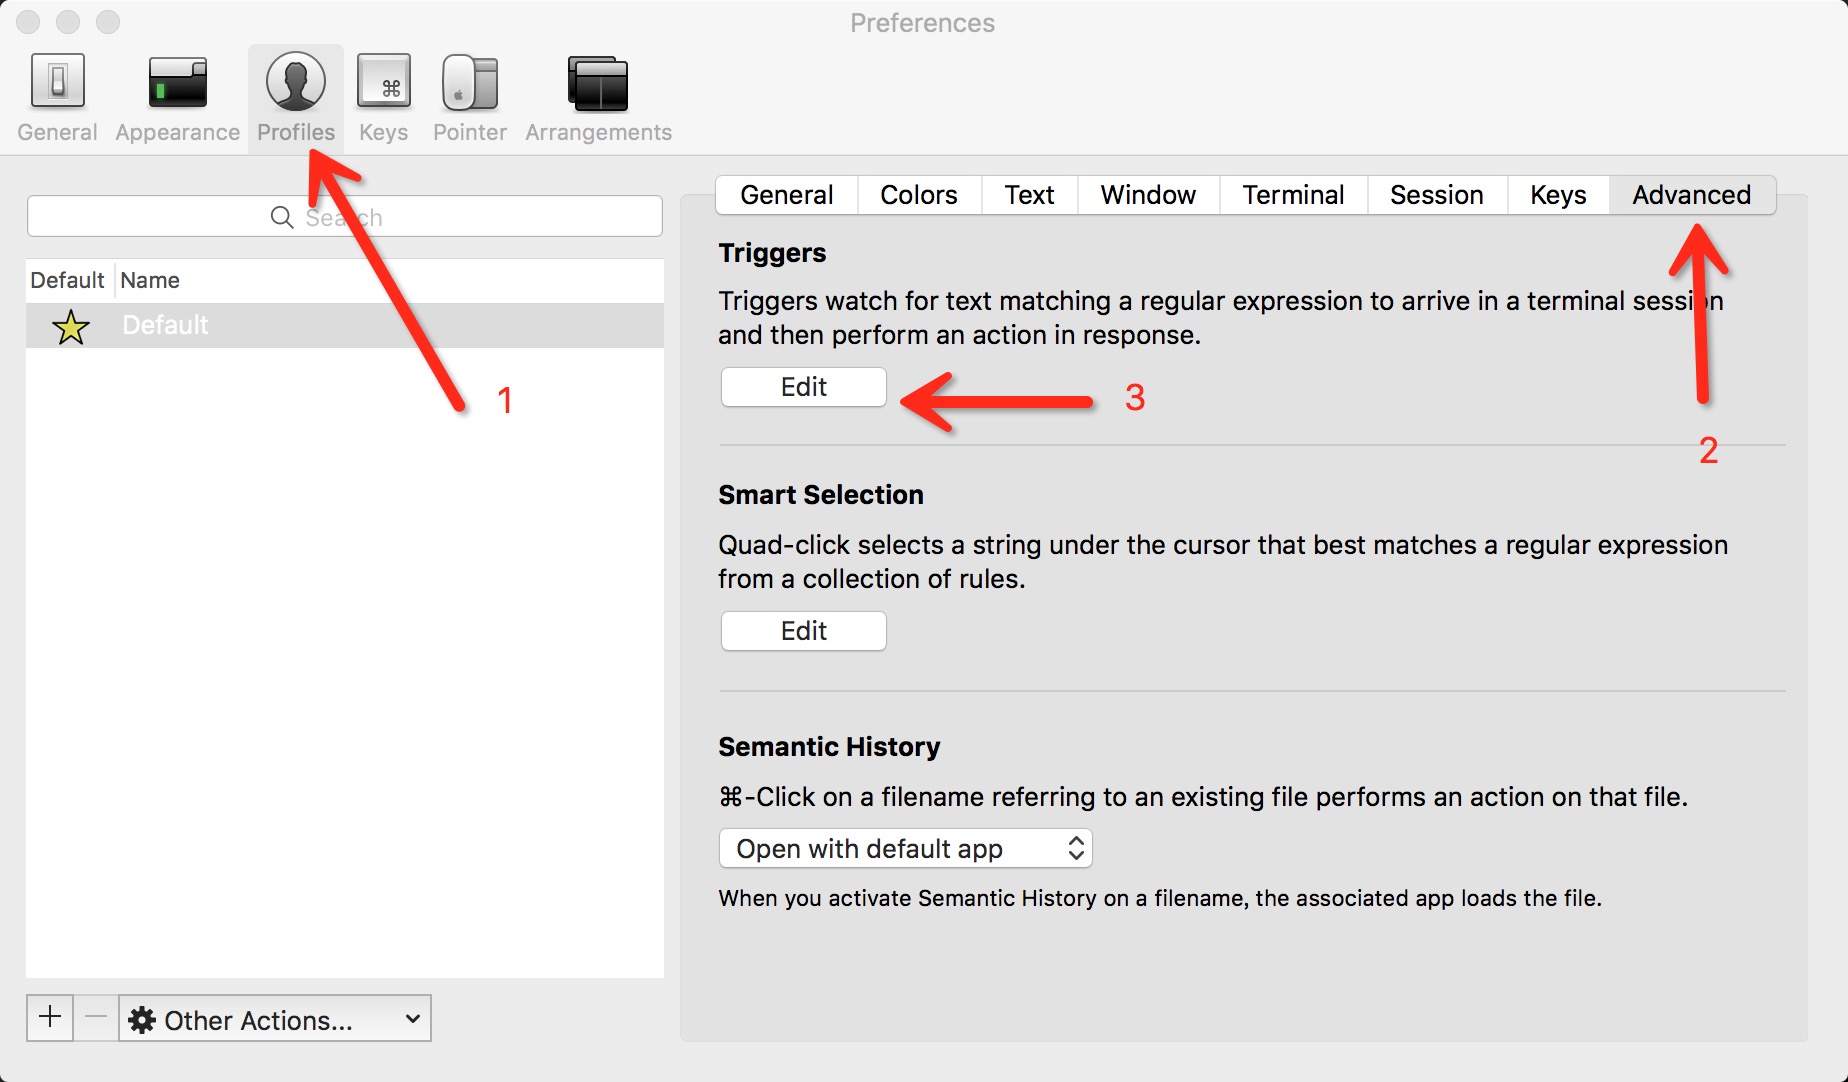 Preferences
General Appearance Profiles Keys Pointer Arrangements
Search
Default Name
Default
1
General Colors Text Window Terminal Session Keys Advanced
Triggers
Triggers watch for text matching a regular expression to arrive in a terminal session
and then perform an action in response.
Edit
3
2
Smart Selection
Quad-click selects a string under the cursor that best matches a regular expression
from a collection of rules.
Edit
Semantic History
⌘-Click on a filename referring to an existing file performs an action on that file.
Open with default app
When you activate Semantic History on a filename, the associated app loads the file.
Other Actions...